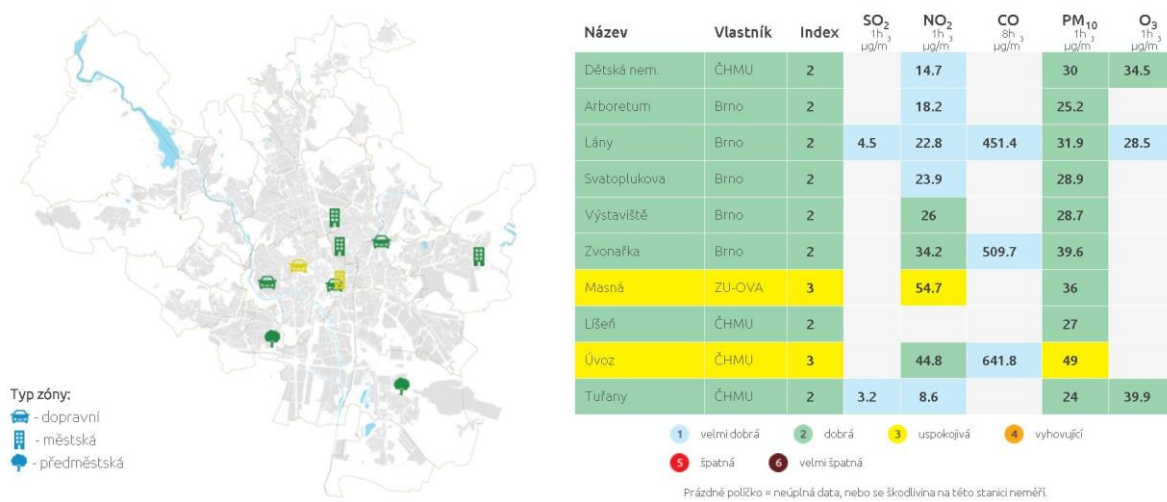 Typ zóny:
- dopravní
- městská
- předměstská
Název Vlastník Index SO₂ NO₂ CO PM₁₀ O₃
1h 1h 8h 1h 1h
µg/m³ µg/m³ µg/m³ µg/m³ µg/m³
Dětská nem. ČHMU 2 14.7 30 34.5
Arboretum Brno 2 18.2 25.2
Lány Brno 2 4.5 22.8 451.4 31.9 28.5
Svatoplukova Brno 2 23.9 28.9
Výstaviště Brno 2 26 28.7
Zvonařka Brno 2 34.2 509.7 39.6
Masná ZU-OVA 3 54.7 36
Líšeň ČHMU 2 27
Úvoz ČHMU 3 44.8 641.8 49
Tuřany ČHMU 2 3.2 8.6 24 39.9
1 velmi dobrá 2 dobrá 3 uspokojivá 4 vyhovující
5 špatná 6 velmi špatná
Prázdné políčko = neúplná data, nebo se škodlivina na této stanici neměří.